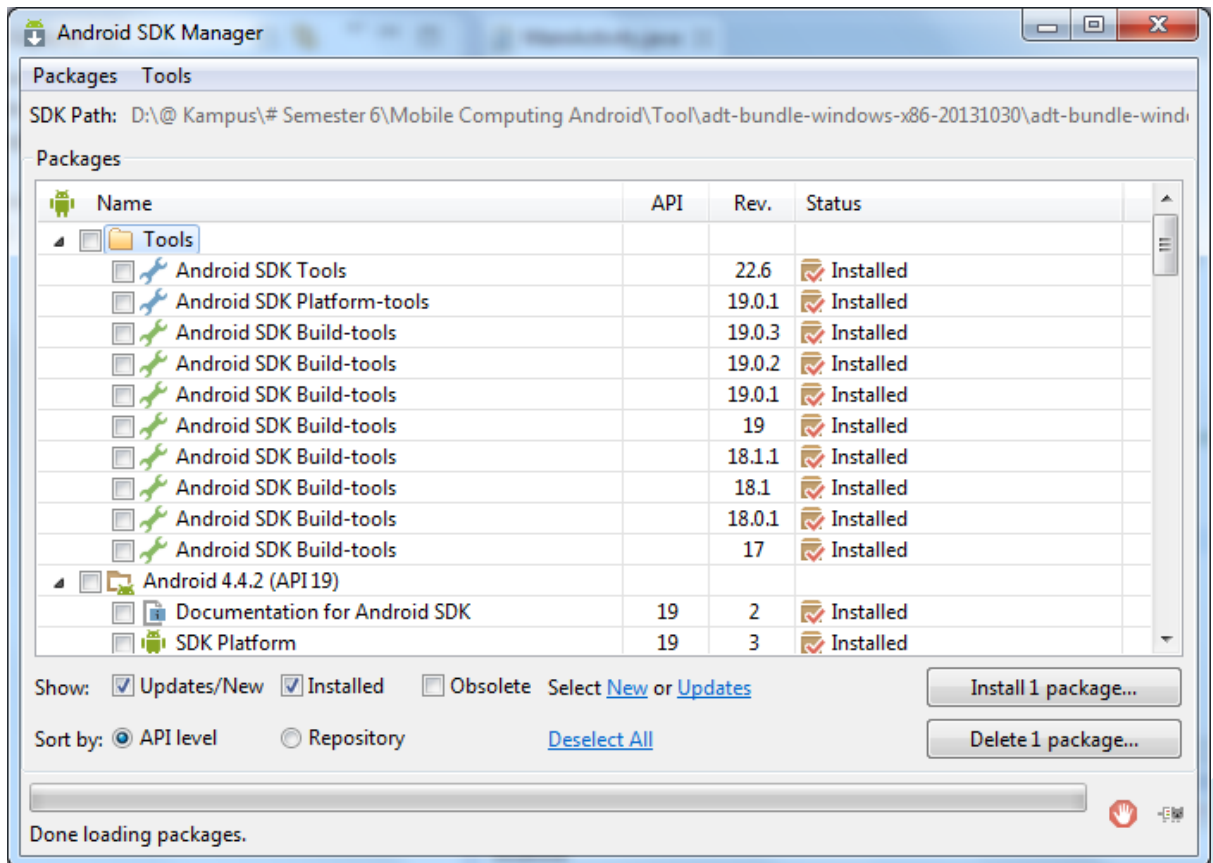 Android SDK Manager
Packages Tools
SDK Path: D:\@ Kampus\# Semester 6\Mobile Computing Android\Tool\adt-bundle-windows-x86-20131030\adt-bundle-wind
Packages
Name API Rev. Status
Tools
Android SDK Tools 22.6 Installed
Android SDK Platform-tools 19.0.1 Installed
Android SDK Build-tools 19.0.3 Installed
Android SDK Build-tools 19.0.2 Installed
Android SDK Build-tools 19.0.1 Installed
Android SDK Build-tools 19 Installed
Android SDK Build-tools 18.1.1 Installed
Android SDK Build-tools 18.1 Installed
Android SDK Build-tools 18.0.1 Installed
Android SDK Build-tools 17 Installed
Android 4.4.2 (API 19)
Documentation for Android SDK 19 2 Installed
SDK Platform 19 3 Installed
Show: Updates/New Installed Obsolete Select New or Updates Install 1 package...
Sort by: API level Repository Deselect All Delete 1 package...
Done loading packages.